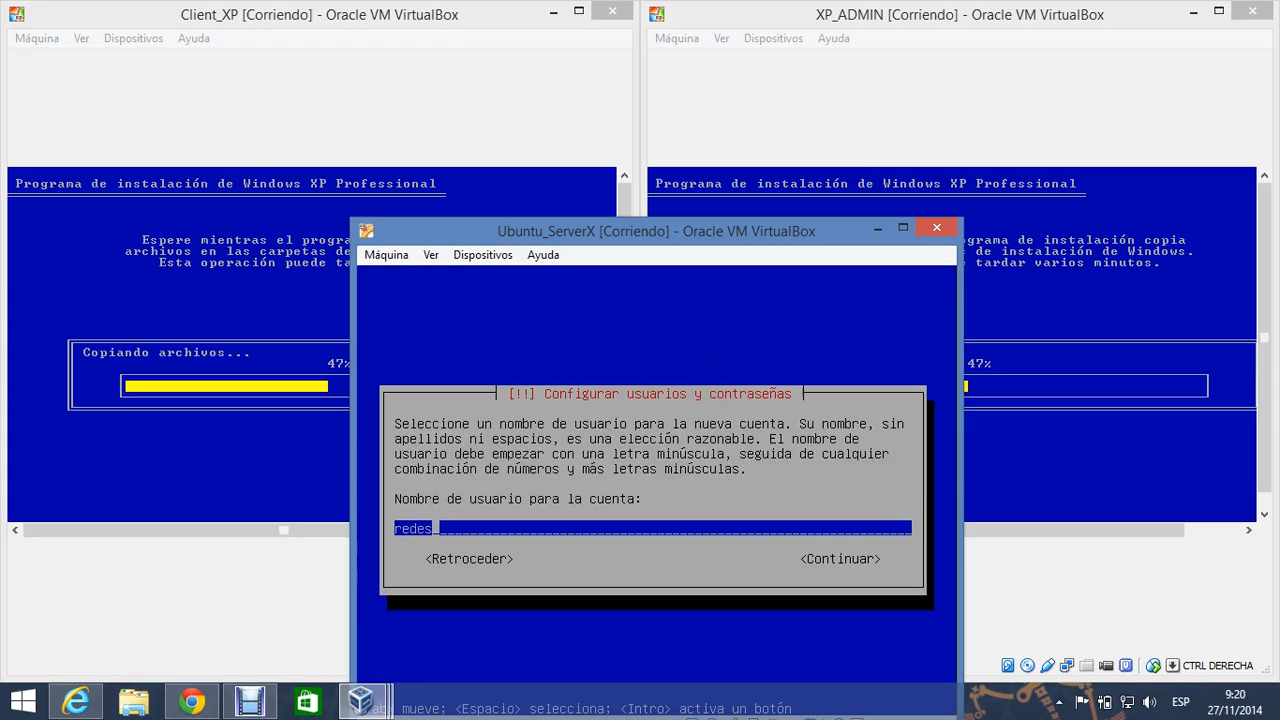 Client_XP [Corriendo] - Oracle VM VirtualBox
Máquina Ver Dispositivos Ayuda
Programa de instalación de Windows XP Professional
Espere mientras el progra
archivos en las carpetas de
Esta operación puede ta
Copiando archivos...
47%
XP_ADMIN [Corriendo] - Oracle VM VirtualBox
Máquina Ver Dispositivos Ayuda
Programa de instalación de Windows XP Professional
grama de instalación copia
de instalación de Windows.
tardar varios minutos.
47%
CTRL DERECHA
Ubuntu_ServerX [Corriendo] - Oracle VM VirtualBox
Máquina Ver Dispositivos Ayuda
[!!] Configurar usuarios y contraseñas
Seleccione un nombre de usuario para la nueva cuenta. Su nombre, sin
apellidos ni espacios, es una elección razonable. El nombre de
usuario debe empezar con una letra minúscula, seguida de cualquier
combinación de números y más letras minúsculas.
Nombre de usuario para la cuenta:
redes
<Retroceder> <Continuar>
mueve; <Espacio> selecciona; <Intro> activa un botón
ESP
9:20
27/11/2014